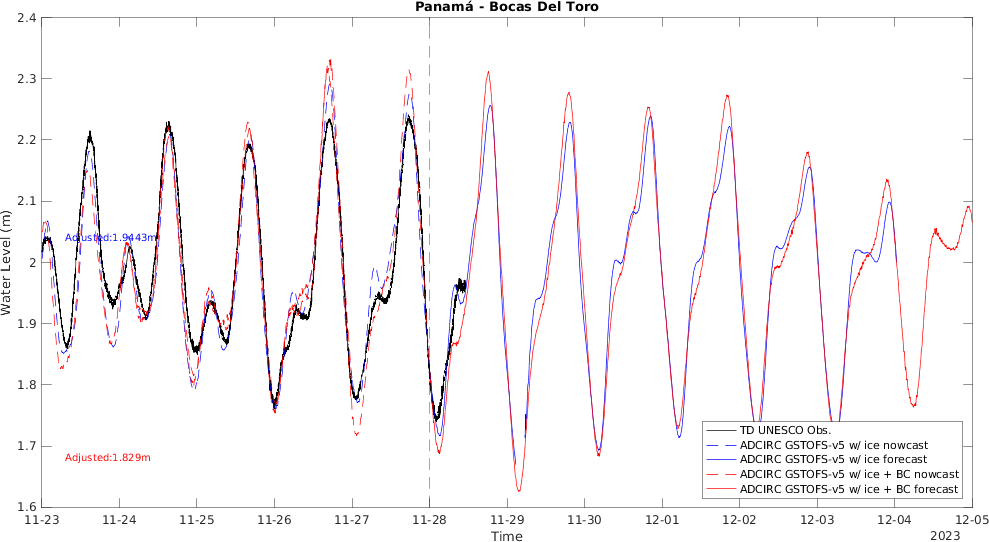 Panamá - Bocas Del Toro
2.4
2.3
2.2
2.1
2
1.9
1.8
1.7
1.6
Water Level (m)
Adjusted:1.9443m
Adjusted:1.829m
TD UNESCO Obs.
ADCIRC GSTOFS-v5 w/ ice nowcast
ADCIRC GSTOFS-v5 w/ ice forecast
ADCIRC GSTOFS-v5 w/ ice + BC nowcast
ADCIRC GSTOFS-v5 w/ ice + BC forecast
11-23 11-24 11-25 11-26 11-27 11-28 11-29 11-30 12-01 12-02 12-03 12-04 12-05
Time
2023